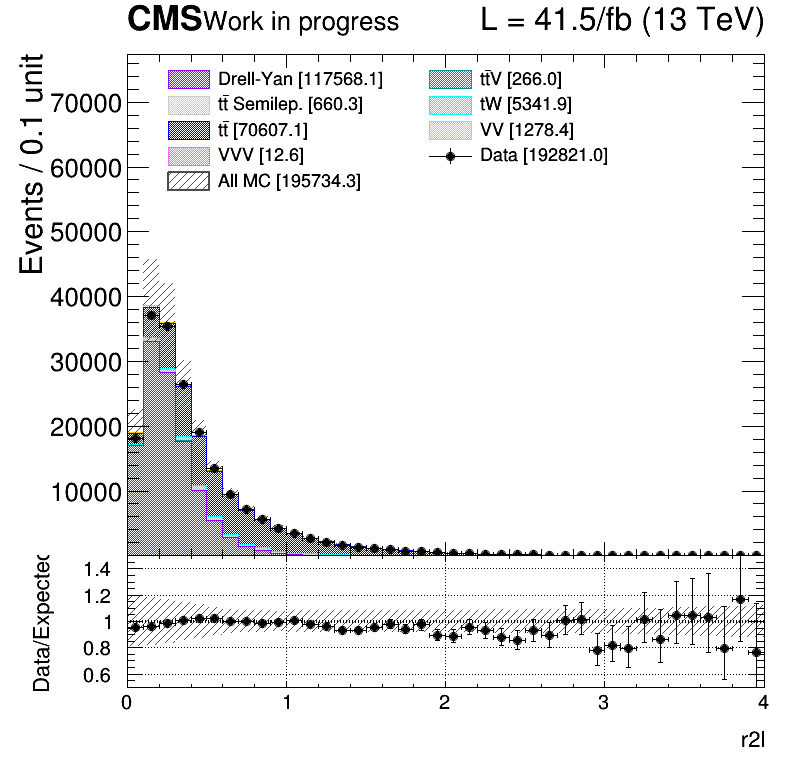 CMS Work in progress L = 41.5/fb (13 TeV)
Events / 0.1 unit
70000
60000
50000
40000
30000
20000
10000
Drell-Yan [117568.1]
tt̄ Semilep. [660.3]
tt̄ [70607.1]
VVV [12.6]
All MC [195734.3]
tt̄V [266.0]
tW [5341.9]
VV [1278.4]
Data [192821.0]
Data/Expected
1.4
1.2
1
0.8
0.6
0 1 2 3 4
r2l